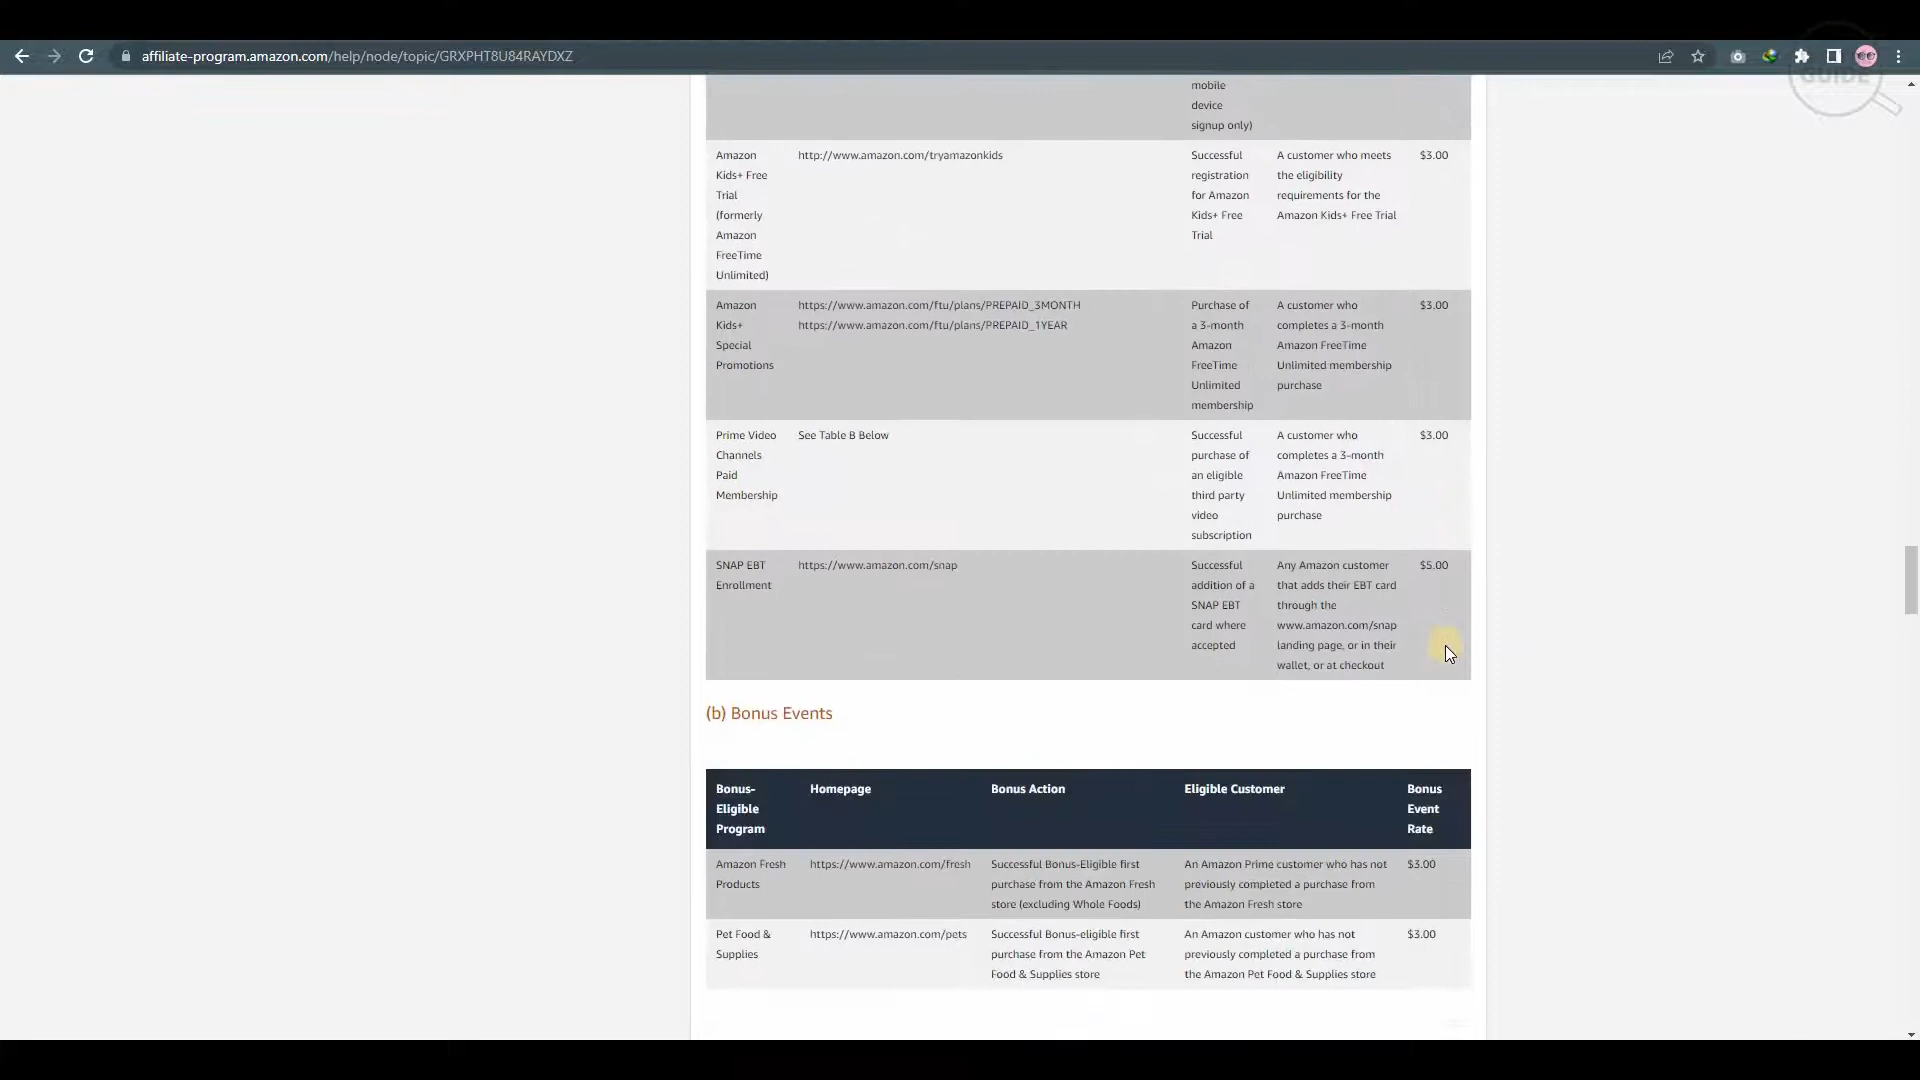 affiliate-program.amazon.com/help/node/topic/GRXPHT8U84RAYDXZ
GUIDE
mobile
device
signup only)
Amazon
Kids+ Free
Trial
(formerly
Amazon
FreeTime
Unlimited)
http://www.amazon.com/tryamazonkids
Successful
registration
for Amazon
Kids+ Free
Trial
A customer who meets
the eligibility
requirements for the
Amazon Kids+ Free Trial
$3.00
Amazon
Kids+
Special
Promotions
https://www.amazon.com/ftu/plans/PREPAID_3MONTH
https://www.amazon.com/ftu/plans/PREPAID_1YEAR
Purchase of
a 3-month
Amazon
FreeTime
Unlimited
membership
A customer who
completes a 3-month
Amazon FreeTime
Unlimited membership
purchase
$3.00
Prime Video
Channels
Paid
Membership
See Table B Below
Successful
purchase of
an eligible
third party
video
subscription
A customer who
completes a 3-month
Amazon FreeTime
Unlimited membership
purchase
$3.00
SNAP EBT
Enrollment
https://www.amazon.com/snap
Successful
addition of a
SNAP EBT
card where
accepted
Any Amazon customer
that adds their EBT card
through the
www.amazon.com/snap
landing page, or in their
wallet, or at checkout
$5.00
(b) Bonus Events
Bonus-
Eligible
Program
Homepage
Bonus Action
Eligible Customer
Bonus
Event
Rate
Amazon Fresh
Products
https://www.amazon.com/fresh
Successful Bonus-Eligible first
purchase from the Amazon Fresh
store (excluding Whole Foods)
An Amazon Prime customer who has not
previously completed a purchase from
the Amazon Fresh store
$3.00
Pet Food &
Supplies
https://www.amazon.com/pets
Successful Bonus-eligible first
purchase from the Amazon Pet
Food & Supplies store
An Amazon customer who has not
previously completed a purchase from
the Amazon Pet Food & Supplies store
$3.00